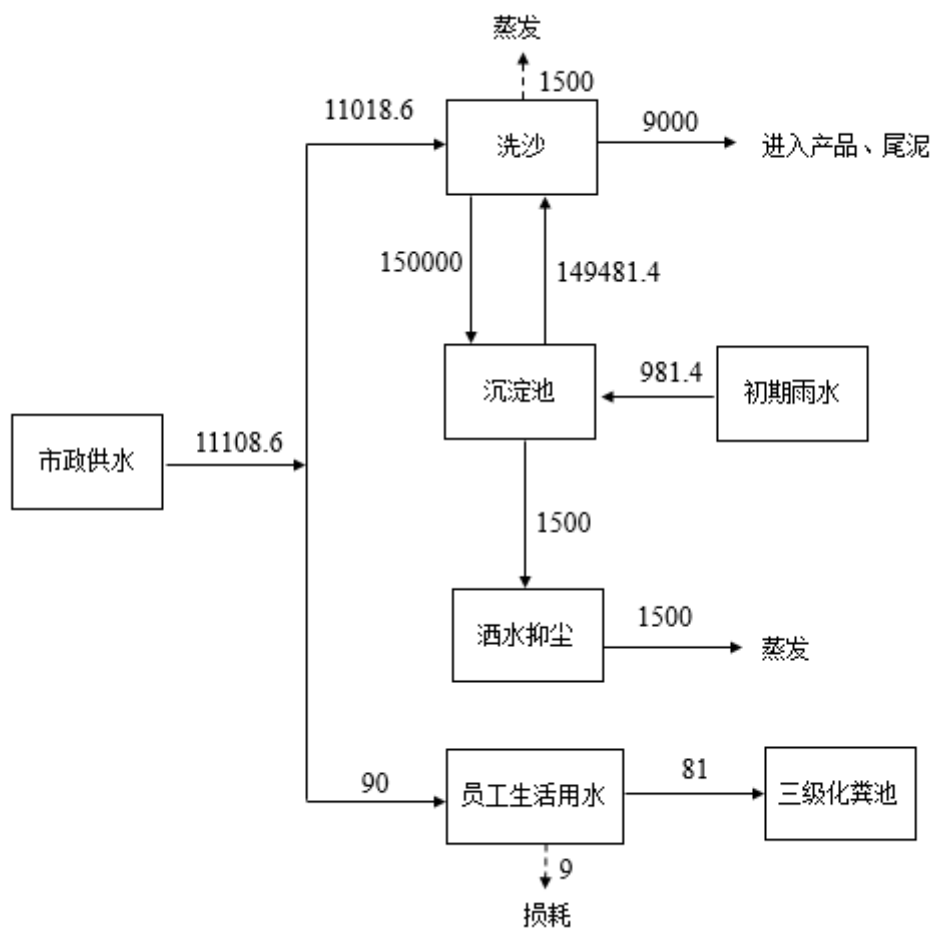 蒸发
1500
11018.6
9000
洗沙
进入产品、尾泥
150000
149481.4
981.4
沉淀池
初期雨水
11108.6
市政供水
1500
1500
洒水抑尘
蒸发
81
90
员工生活用水
三级化粪池
9
损耗